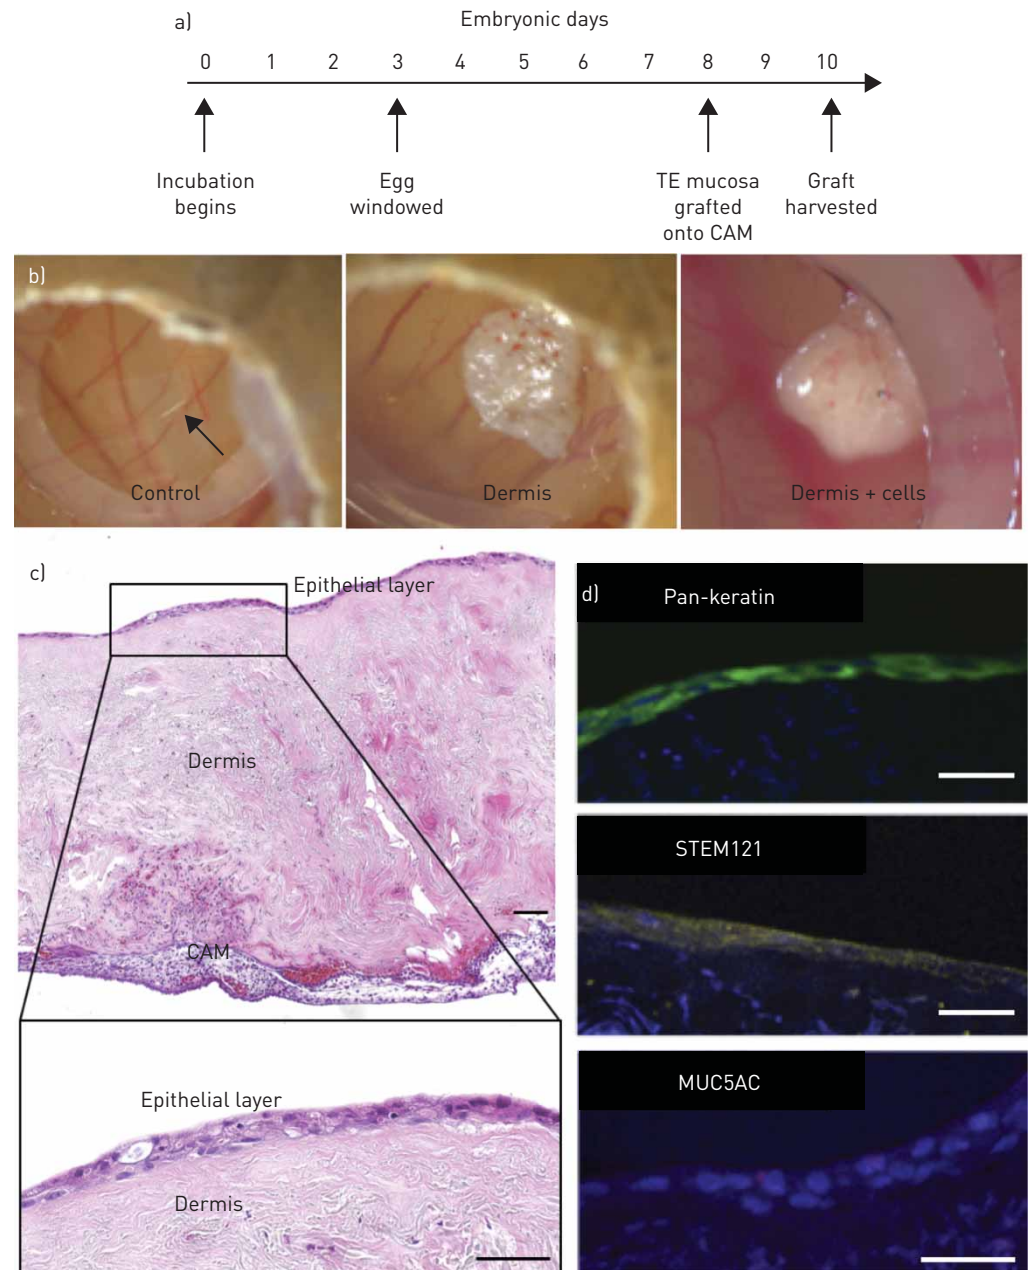 a)
Embryonic days
0 1 2 3 4 5 6 7 8 9 10
Incubation
begins
Egg
windowed
TE mucosa
grafted
onto CAM
Graft
harvested
b)
Control
Dermis
Dermis + cells
c)
Epithelial layer
Dermis
CAM
Epithelial layer
Dermis
d)
Pan-keratin
STEM121
MUC5AC